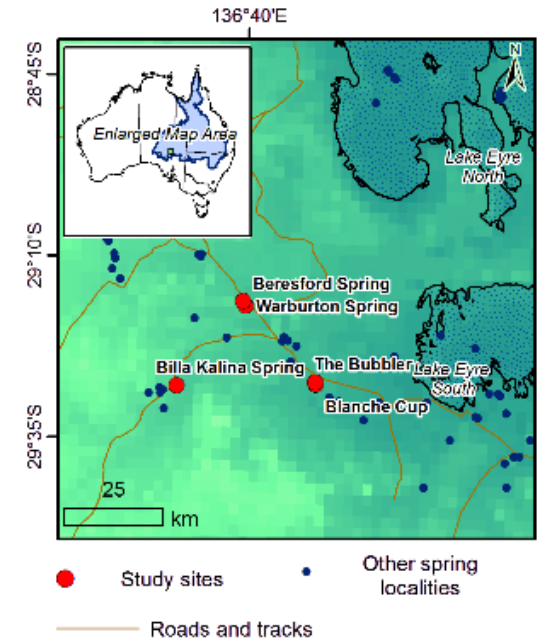 136°40'E
28°45'S
N
Enlarged Map Area
Lake Eyre
North
29°10'S
Beresford Spring
Warburton Spring
Billa Kalina Spring
The Bubbler
Lake Eyre
South
Blanche Cup
29°35'S
25
km
Study sites
Other spring
localities
Roads and tracks